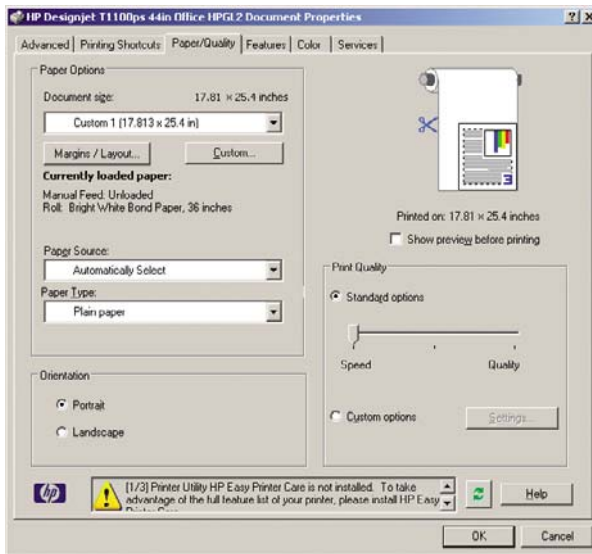 HP Designjet T1100ps 44in Office HPGL2 Document Properties
Advanced Printing Shortcuts Paper/Quality Features Color Services
Paper Options
Document size: 17.81 × 25.4 inches
Custom 1 (17.813 x 25.4 in)
Margins / Layout... Custom...
Currently loaded paper:
Manual Feed: Unloaded
Roll: Bright White Bond Paper, 36 inches
Paper Source:
Automatically Select
Paper Type:
Plain paper
Orientation
Portrait
Landscape
3
Printed on: 17.81 × 25.4 inches
Show preview before printing
Print Quality
Standard options
Speed Quality
Custom options Settings...
hp
[1/3] Printer Utility HP Easy Printer Care is not installed. To take
advantage of the full feature list of your printer, please install HP Easy
Printer Care
Help
OK Cancel